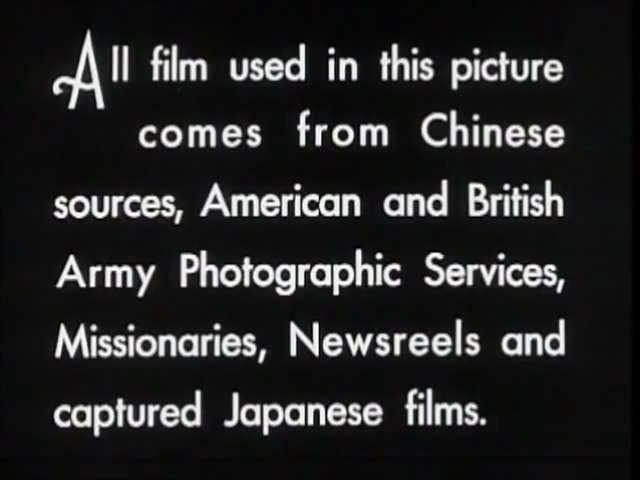 All film used in this picture
comes from Chinese
sources, American and British
Army Photographic Services,
Missionaries, Newsreels and
captured Japanese films.